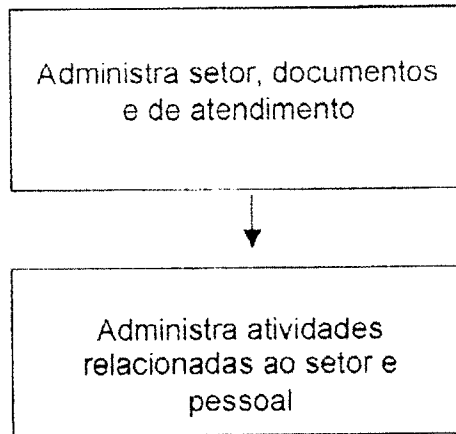 Administra setor, documentos
e de atendimento
Administra atividades
relacionadas ao setor e
pessoal